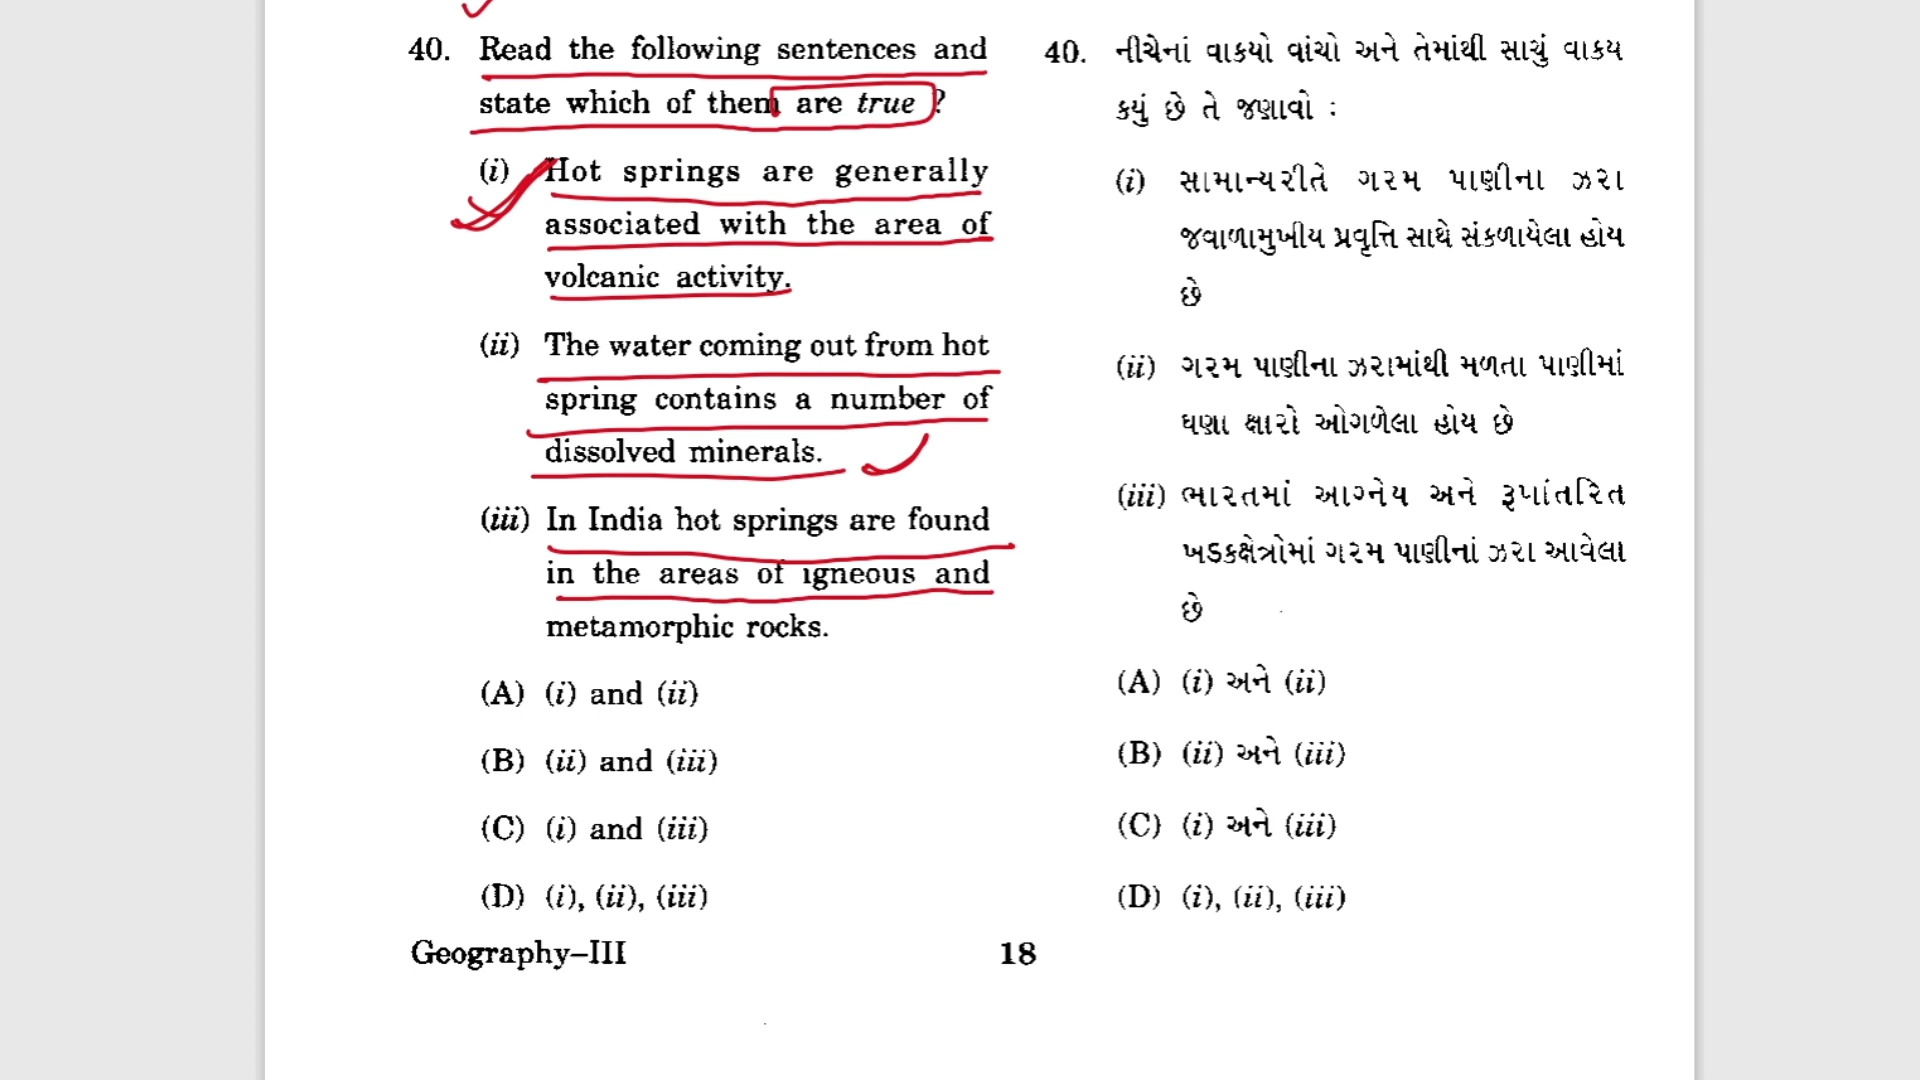 40. Read the following sentences and
state which of them are true ?
(i) Hot springs are generally
associated with the area of
volcanic activity.
(ii) The water coming out from hot
spring contains a number of
dissolved minerals.
(iii) In India hot springs are found
in the areas of igneous and
metamorphic rocks.
(A) (i) and (ii)
(B) (ii) and (iii)
(C) (i) and (iii)
(D) (i), (ii), (iii)
40. નીચેનાં વાકયો વાંચો અને તેમાંથી સાચું વાકય
કયું છે તે જણાવો :
(i) સામાન્યરીતે ગરમ પાણીના ઝરા
જવાળામુખીય પ્રવૃત્તિ સાથે સંકળાયેલા હોય
છે
(ii) ગરમ પાણીના ઝરામાંથી મળતા પાણીમાં
ઘણા ક્ષારો ઓગળેલા હોય છે
(iii) ભારતમાં આગ્નેય અને રૂપાંતરિત
ખડકક્ષેત્રોમાં ગરમ પાણીનાં ઝરા આવેલા
છે
(A) (i) અને (ii)
(B) (ii) અને (iii)
(C) (i) અને (iii)
(D) (i), (ii), (iii)
Geography–III 18